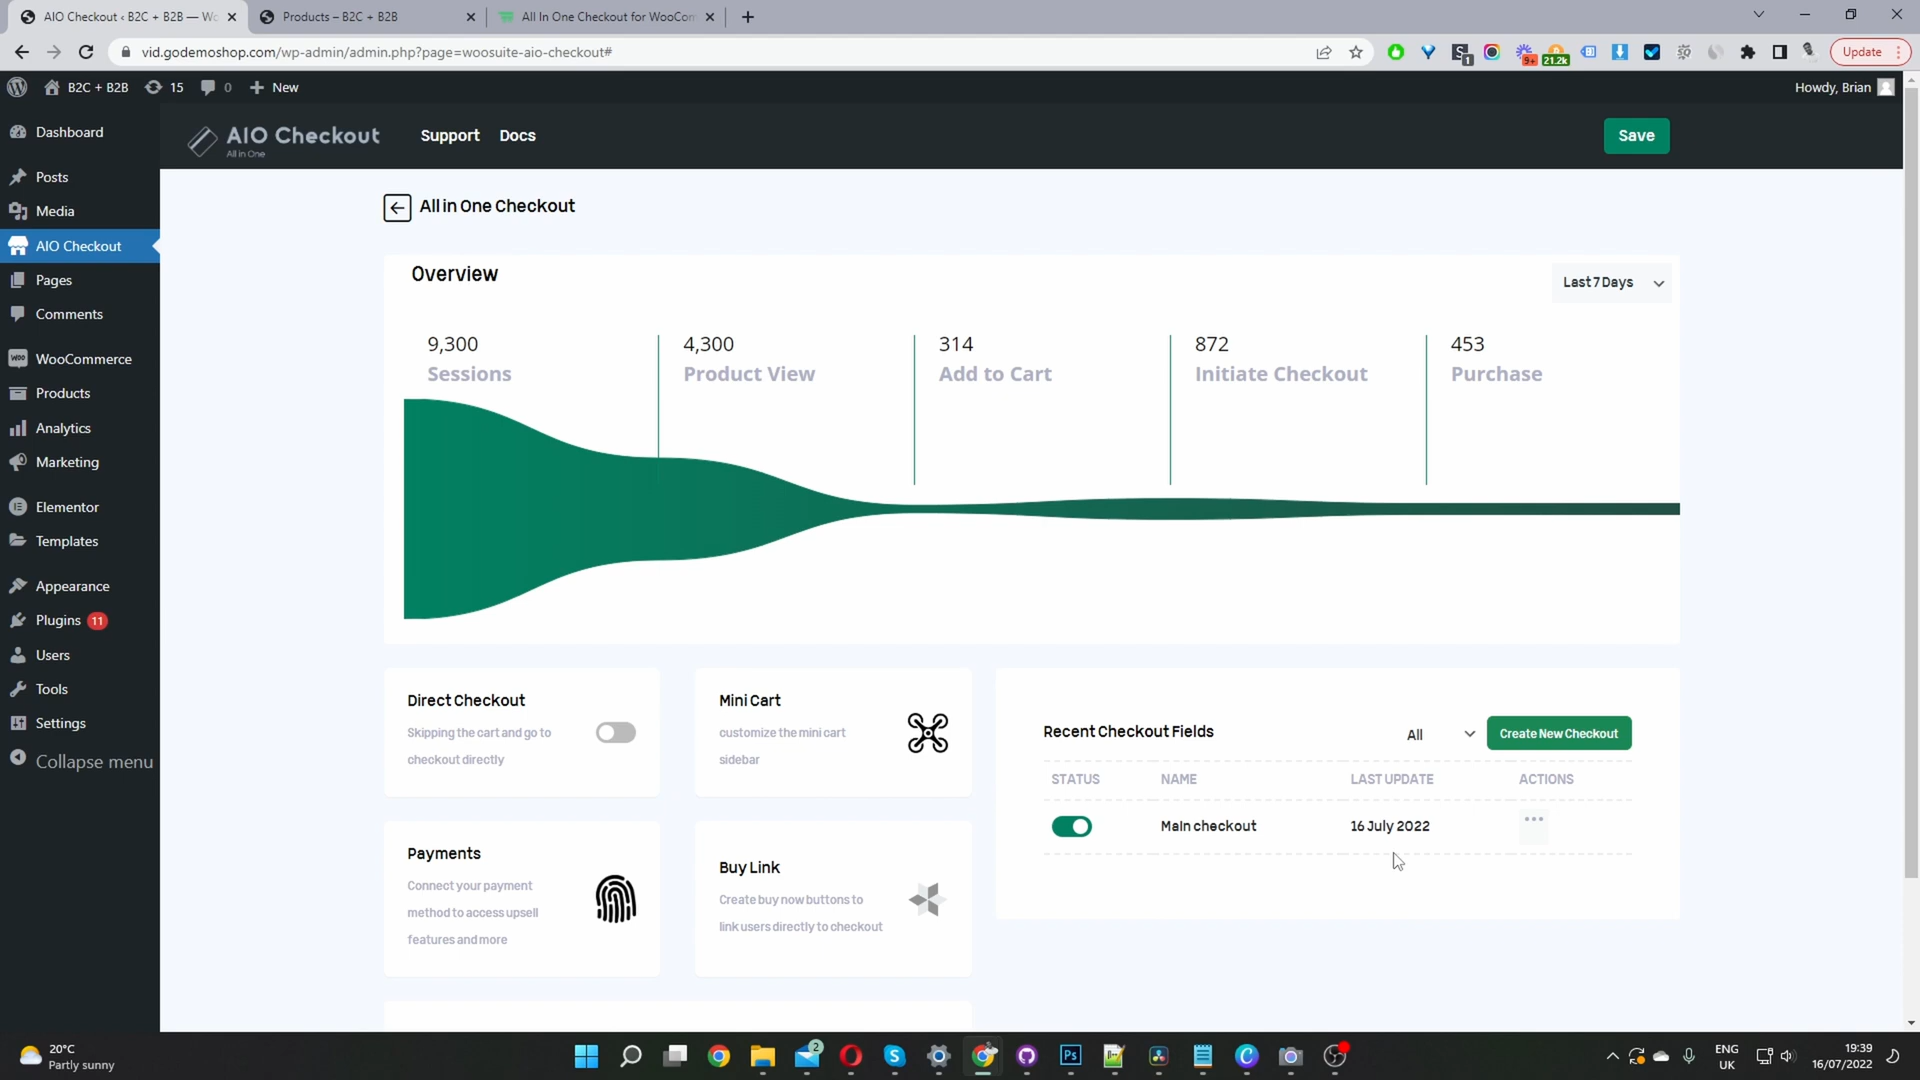 AIO Checkout ‹ B2C + B2B — Wo
Products – B2C + B2B
All In One Checkout for WooCom
vid.godemoshop.com/wp-admin/admin.php?page=woosuite-aio-checkout#
1
9+
21.2k
Update
B2C + B2B
15
0
New
Howdy, Brian
Dashboard
Posts
Media
AIO Checkout
Pages
Comments
WooCommerce
Products
Analytics
Marketing
Elementor
Templates
Appearance
Plugins 11
Users
Tools
Settings
Collapse menu
AIO Checkout
All in One
Support
Docs
Save
All in One Checkout
Overview
Last 7 Days
9,300
Sessions
4,300
Product View
314
Add to Cart
872
Initiate Checkout
453
Purchase
Direct Checkout
Skipping the cart and go to
checkout directly
Mini Cart
customize the mini cart
sidebar
Payments
Connect your payment
method to access upsell
features and more
Buy Link
Create buy now buttons to
link users directly to checkout
Recent Checkout Fields
All
Create New Checkout
STATUS
NAME
LAST UPDATE
ACTIONS
Main checkout
16 July 2022
20°C
Partly sunny
2
Ps
ENG
UK
19:39
16/07/2022